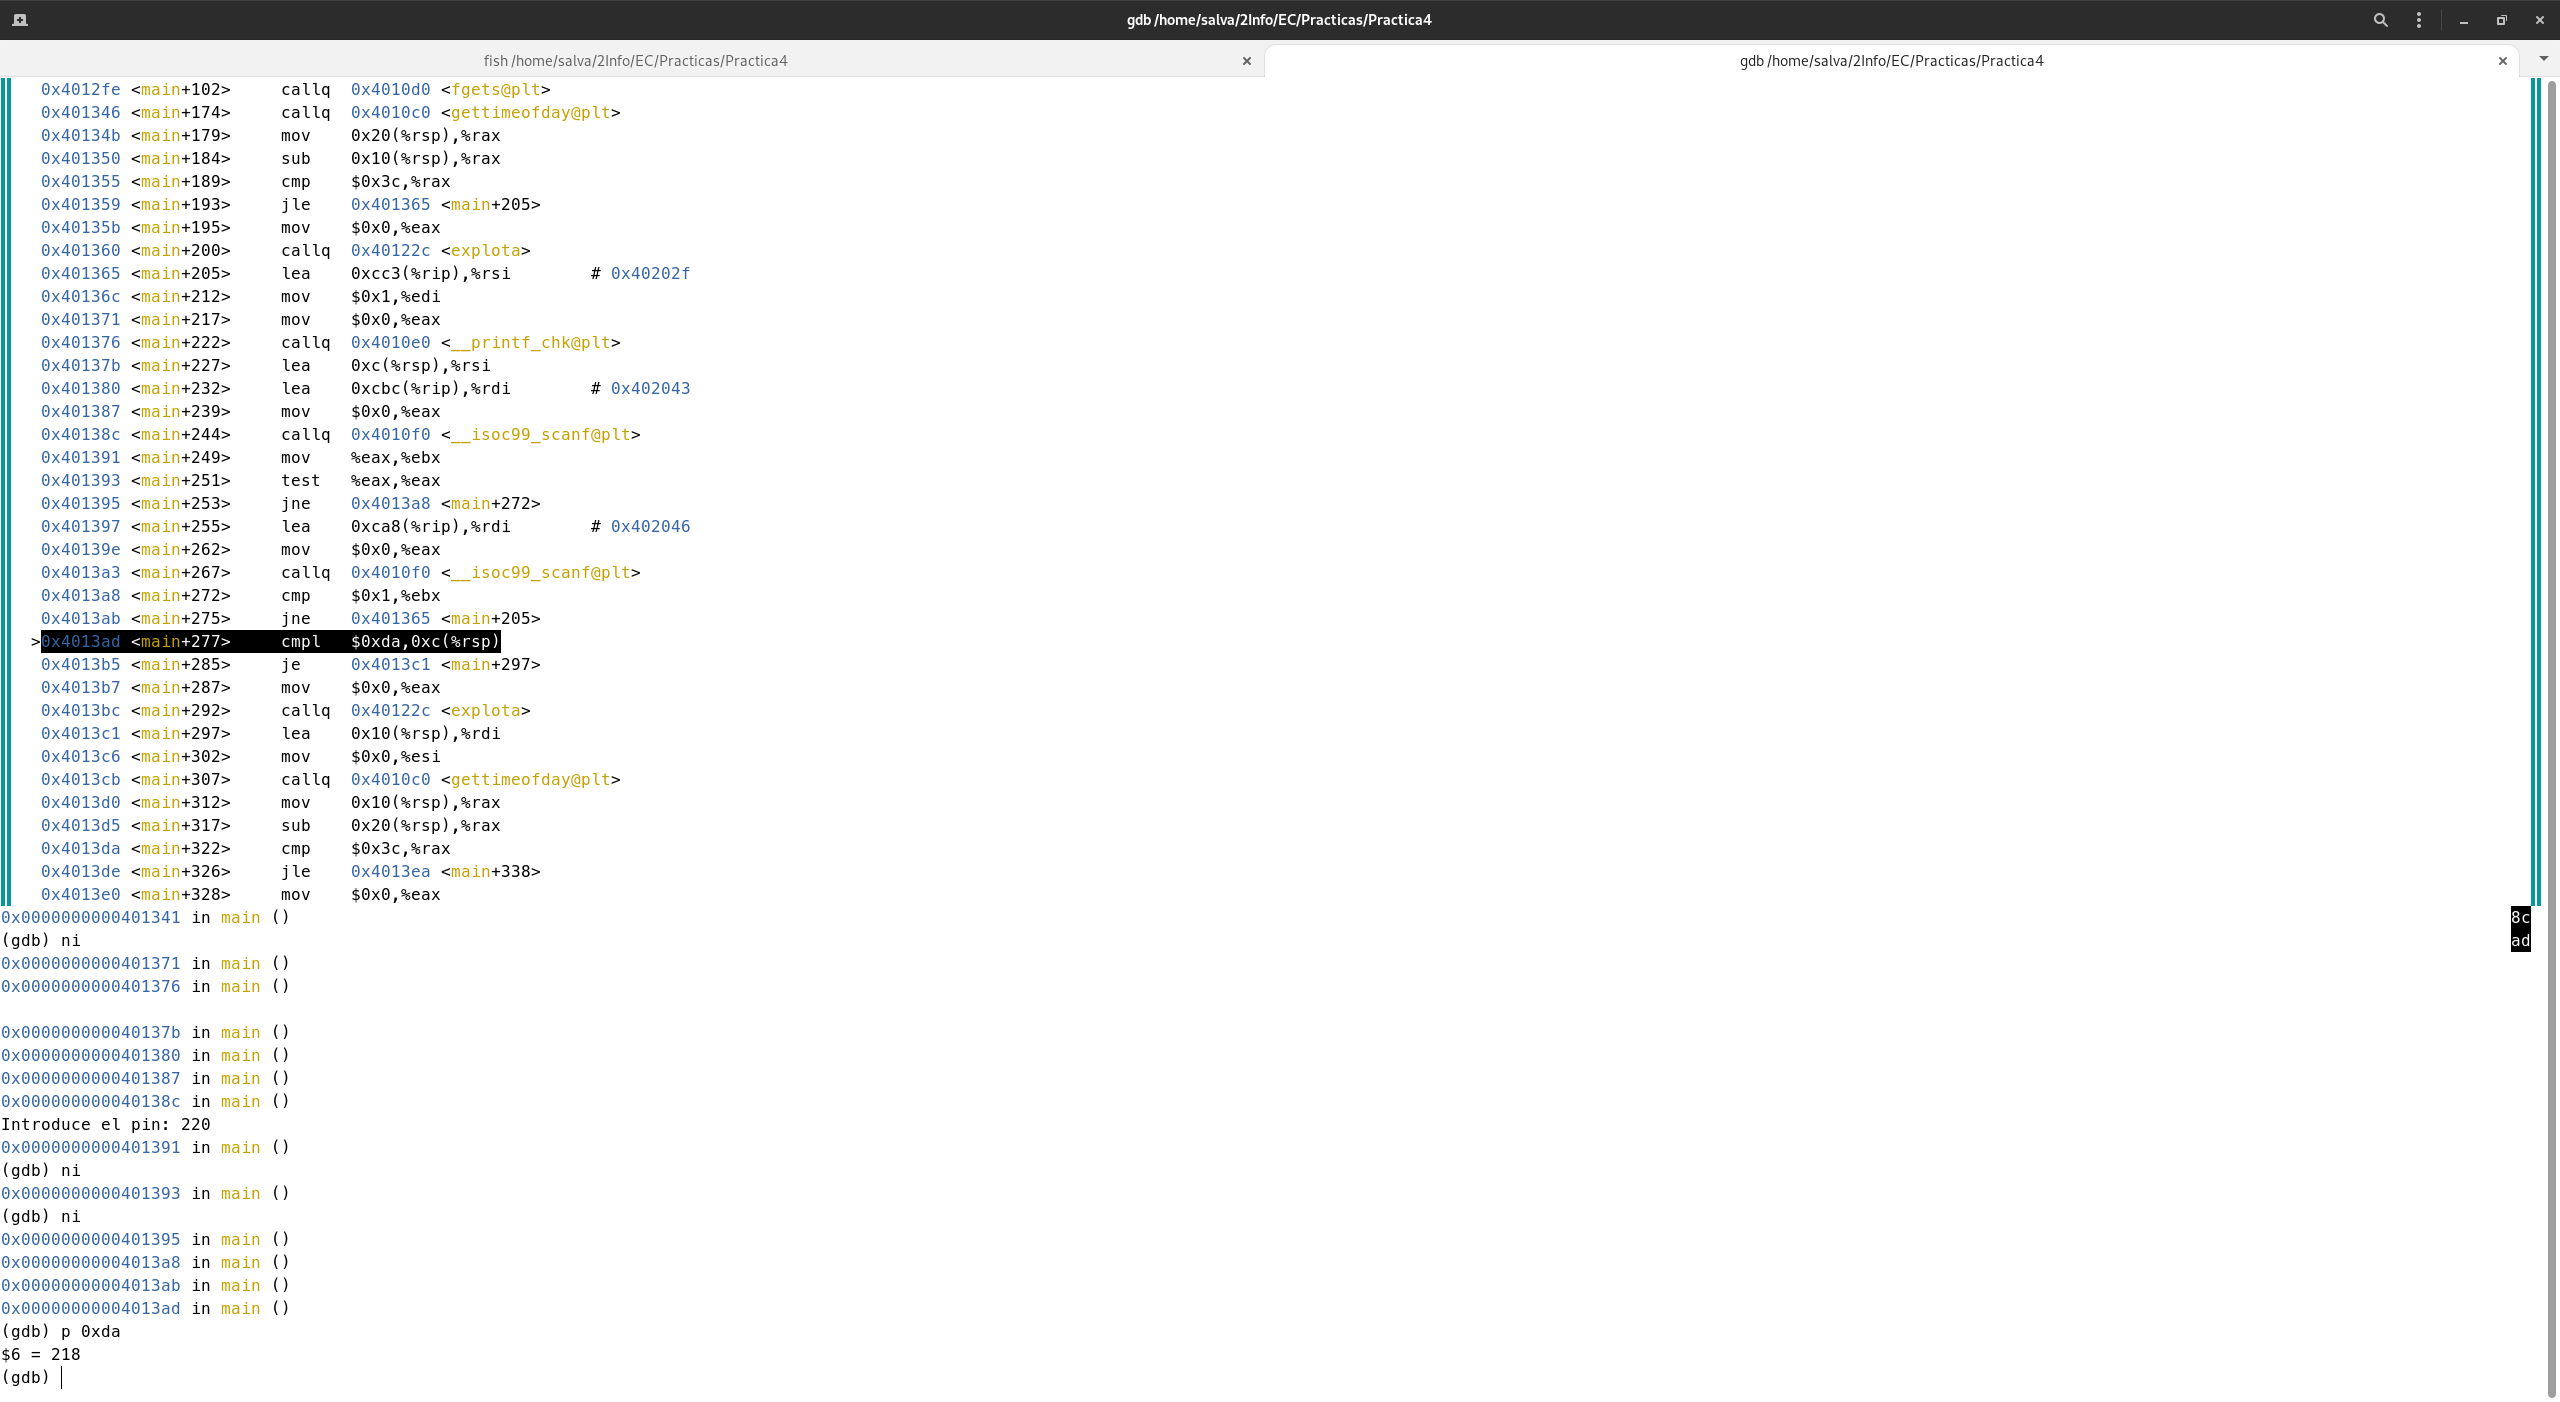 gdb /home/salva/2Info/EC/Practicas/Practica4
fish /home/salva/2Info/EC/Practicas/Practica4
gdb /home/salva/2Info/EC/Practicas/Practica4
0x4012fe <main+102>     callq  0x4010d0 <fgets@plt>
0x401346 <main+174>     callq  0x4010c0 <gettimeofday@plt>
0x40134b <main+179>     mov    0x20(%rsp),%rax
0x401350 <main+184>     sub    0x10(%rsp),%rax
0x401355 <main+189>     cmp    $0x3c,%rax
0x401359 <main+193>     jle    0x401365 <main+205>
0x40135b <main+195>     mov    $0x0,%eax
0x401360 <main+200>     callq  0x40122c <explota>
0x401365 <main+205>     lea    0xcc3(%rip),%rsi        # 0x40202f
0x40136c <main+212>     mov    $0x1,%edi
0x401371 <main+217>     mov    $0x0,%eax
0x401376 <main+222>     callq  0x4010e0 <__printf_chk@plt>
0x40137b <main+227>     lea    0xc(%rsp),%rsi
0x401380 <main+232>     lea    0xcbc(%rip),%rdi        # 0x402043
0x401387 <main+239>     mov    $0x0,%eax
0x40138c <main+244>     callq  0x4010f0 <__isoc99_scanf@plt>
0x401391 <main+249>     mov    %eax,%ebx
0x401393 <main+251>     test   %eax,%eax
0x401395 <main+253>     jne    0x4013a8 <main+272>
0x401397 <main+255>     lea    0xca8(%rip),%rdi        # 0x402046
0x40139e <main+262>     mov    $0x0,%eax
0x4013a3 <main+267>     callq  0x4010f0 <__isoc99_scanf@plt>
0x4013a8 <main+272>     cmp    $0x1,%ebx
0x4013ab <main+275>     jne    0x401365 <main+205>
>0x4013ad <main+277>     cmpl   $0xda,0xc(%rsp)
0x4013b5 <main+285>     je     0x4013c1 <main+297>
0x4013b7 <main+287>     mov    $0x0,%eax
0x4013bc <main+292>     callq  0x40122c <explota>
0x4013c1 <main+297>     lea    0x10(%rsp),%rdi
0x4013c6 <main+302>     mov    $0x0,%esi
0x4013cb <main+307>     callq  0x4010c0 <gettimeofday@plt>
0x4013d0 <main+312>     mov    0x10(%rsp),%rax
0x4013d5 <main+317>     sub    0x20(%rsp),%rax
0x4013da <main+322>     cmp    $0x3c,%rax
0x4013de <main+326>     jle    0x4013ea <main+338>
0x4013e0 <main+328>     mov    $0x0,%eax
0x0000000000401341 in main () 8c
(gdb) ni ad
0x0000000000401371 in main ()
0x0000000000401376 in main ()
0x000000000040137b in main ()
0x0000000000401380 in main ()
0x0000000000401387 in main ()
0x000000000040138c in main ()
Introduce el pin: 220
0x0000000000401391 in main ()
(gdb) ni
0x0000000000401393 in main ()
(gdb) ni
0x0000000000401395 in main ()
0x00000000004013a8 in main ()
0x00000000004013ab in main ()
0x00000000004013ad in main ()
(gdb) p 0xda
$6 = 218
(gdb)